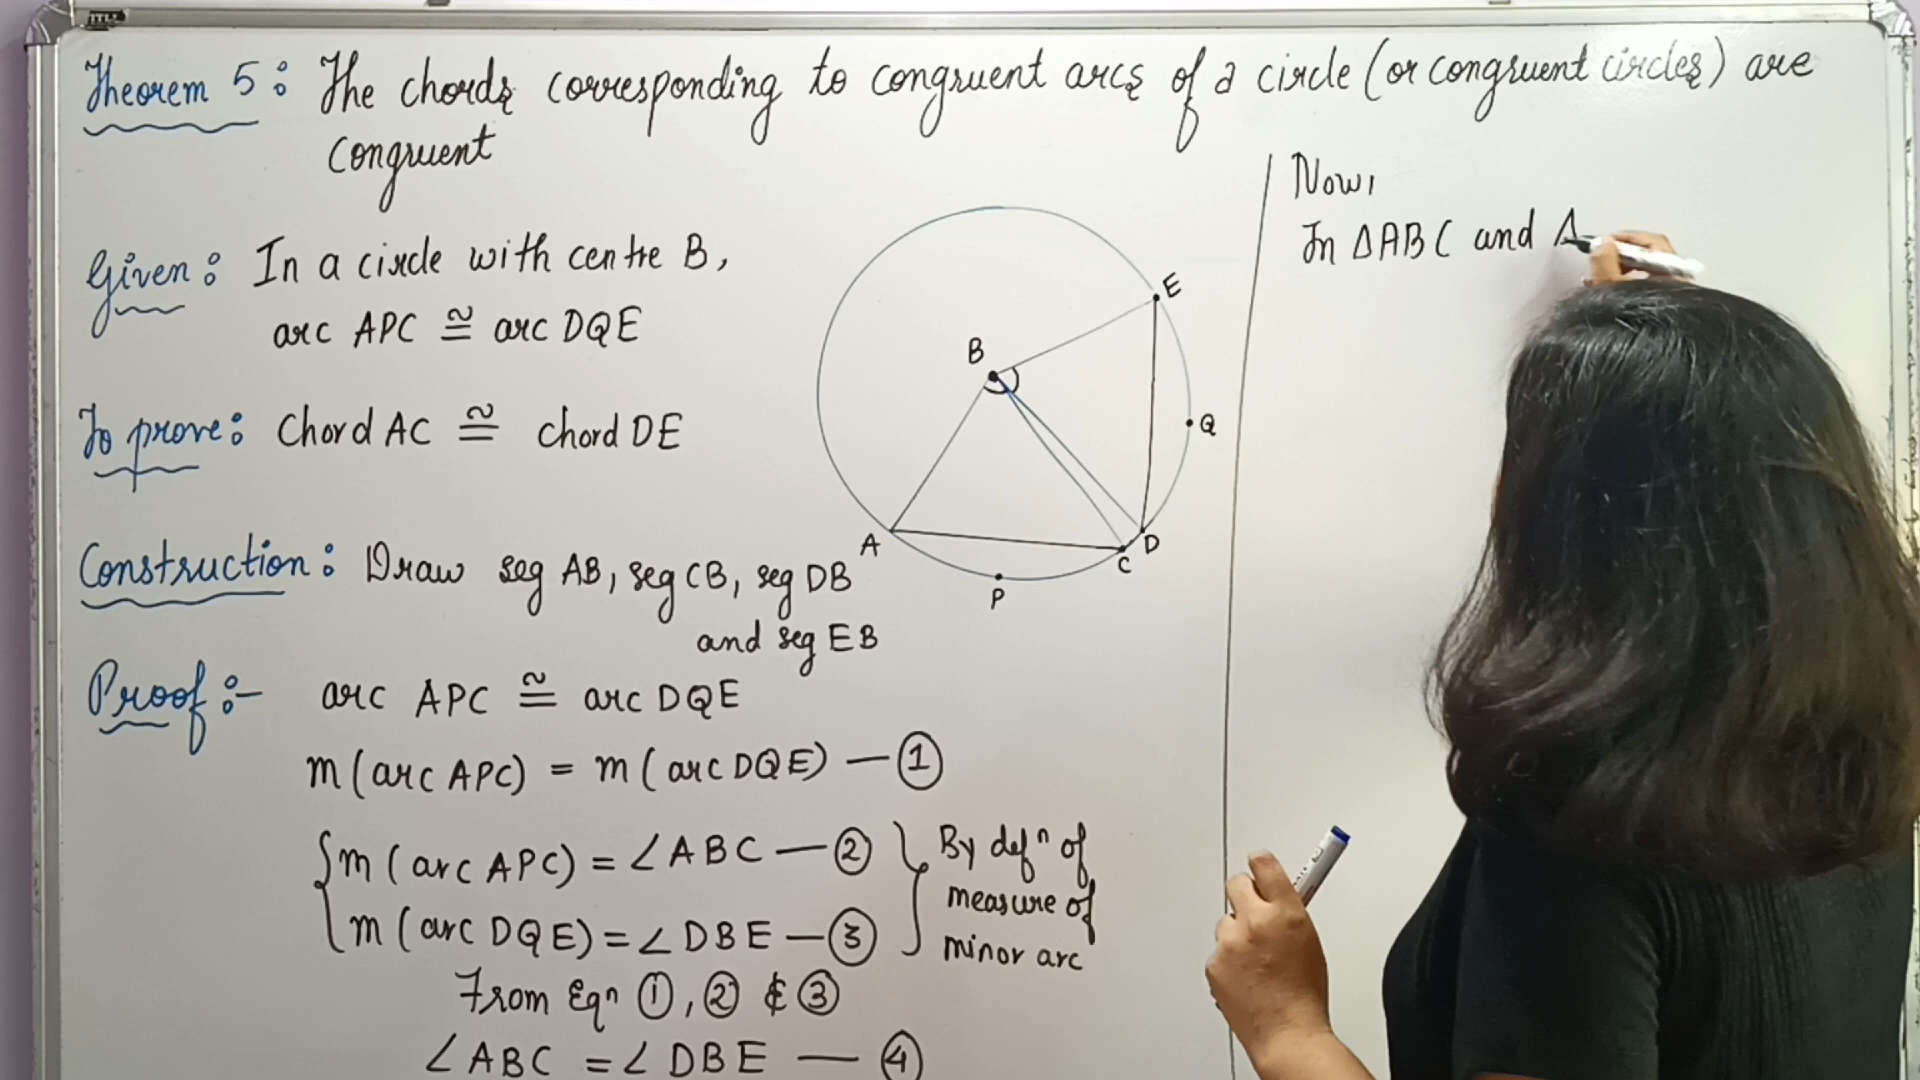 Theorem 5: The chords corresponding to congruent arcs of a circle (or congruent circles) are
congruent
Given: In a circle with centre B,
arc APC ≅ arc DQE
To prove: Chord AC ≅ chord DE
Construction: Draw seg AB, seg CB, seg DB
and seg EB
Proof:- arc APC ≅ arc DQE
m (arc APC) = m (arc DQE) — ①
m (arc APC) = ∠ABC — ②
m (arc DQE) = ∠DBE — ③
By defⁿ of
measure of
minor arc
From Eqⁿ ①, ② & ③
∠ABC = ∠DBE — ④
E
B
Q
A
D
C
P
Now,
In ΔABC and Δ